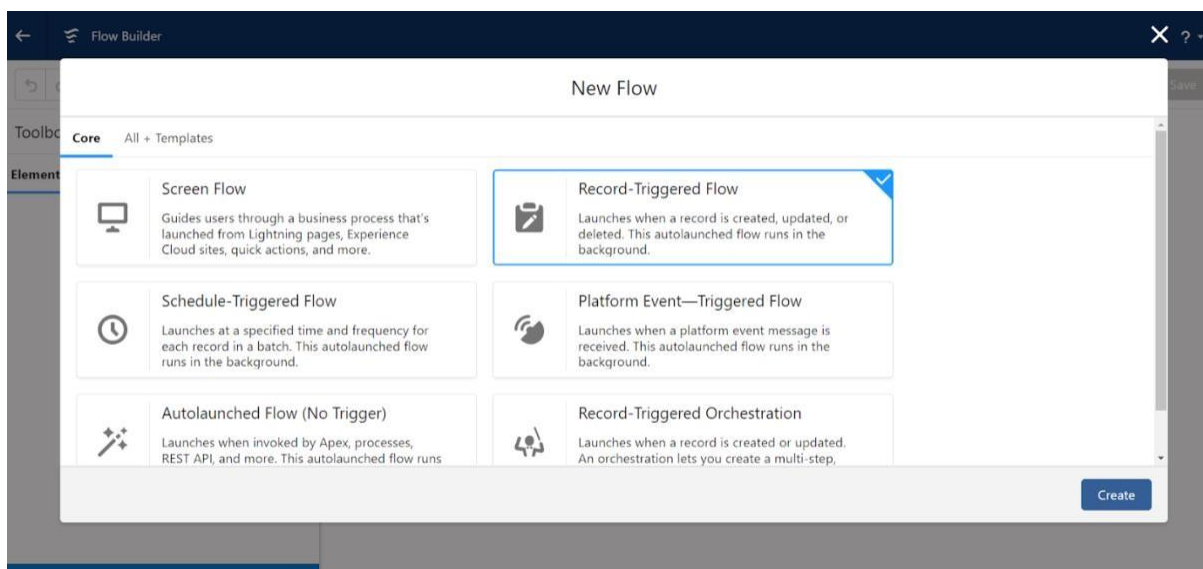 Flow Builder
?
Save
New Flow
Toolbo
Core All + Templates
Element
Screen Flow
Guides users through a business process that's
launched from Lightning pages, Experience
Cloud sites, quick actions, and more.
Record-Triggered Flow
Launches when a record is created, updated, or
deleted. This autolaunched flow runs in the
background.
Schedule-Triggered Flow
Launches at a specified time and frequency for
each record in a batch. This autolaunched flow
runs in the background.
Platform Event—Triggered Flow
Launches when a platform event message is
received. This autolaunched flow runs in the
background.
Autolaunched Flow (No Trigger)
Launches when invoked by Apex, processes,
REST API, and more. This autolaunched flow runs
Record-Triggered Orchestration
Launches when a record is created or updated.
An orchestration lets you create a multi-step,
Create